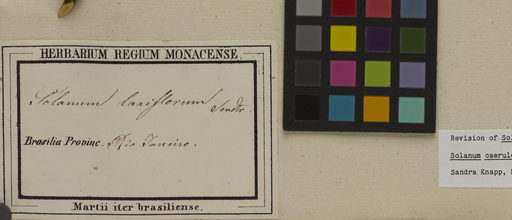 HERBARIUM REGIUM MONACENSE.
Solanum laxiflorum Sendtr.
Brasilia Provinc. Rio Janeiro.
Martii iter brasiliense.
Revision of Sol
Solanum caerul
Sandra Knapp,